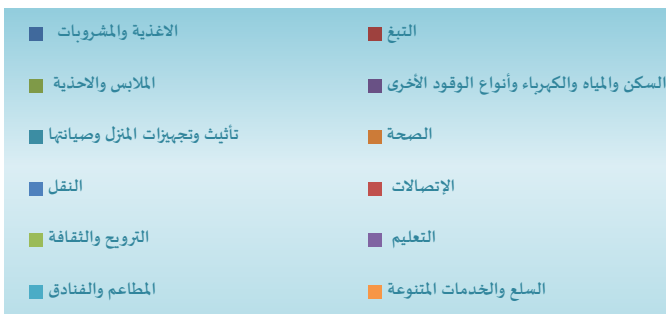 الاغذية والمشروبات
التبغ
الملابس والاحذية
السكن والمياه والكهرباء وأنواع الوقود الأخرى
تأثيث وتجهيزات المنزل وصيانتها
الصحة
النقل
الإتصالات
الترويح والثقافة
التعليم
المطاعم والفنادق
السلع والخدمات المتنوعة